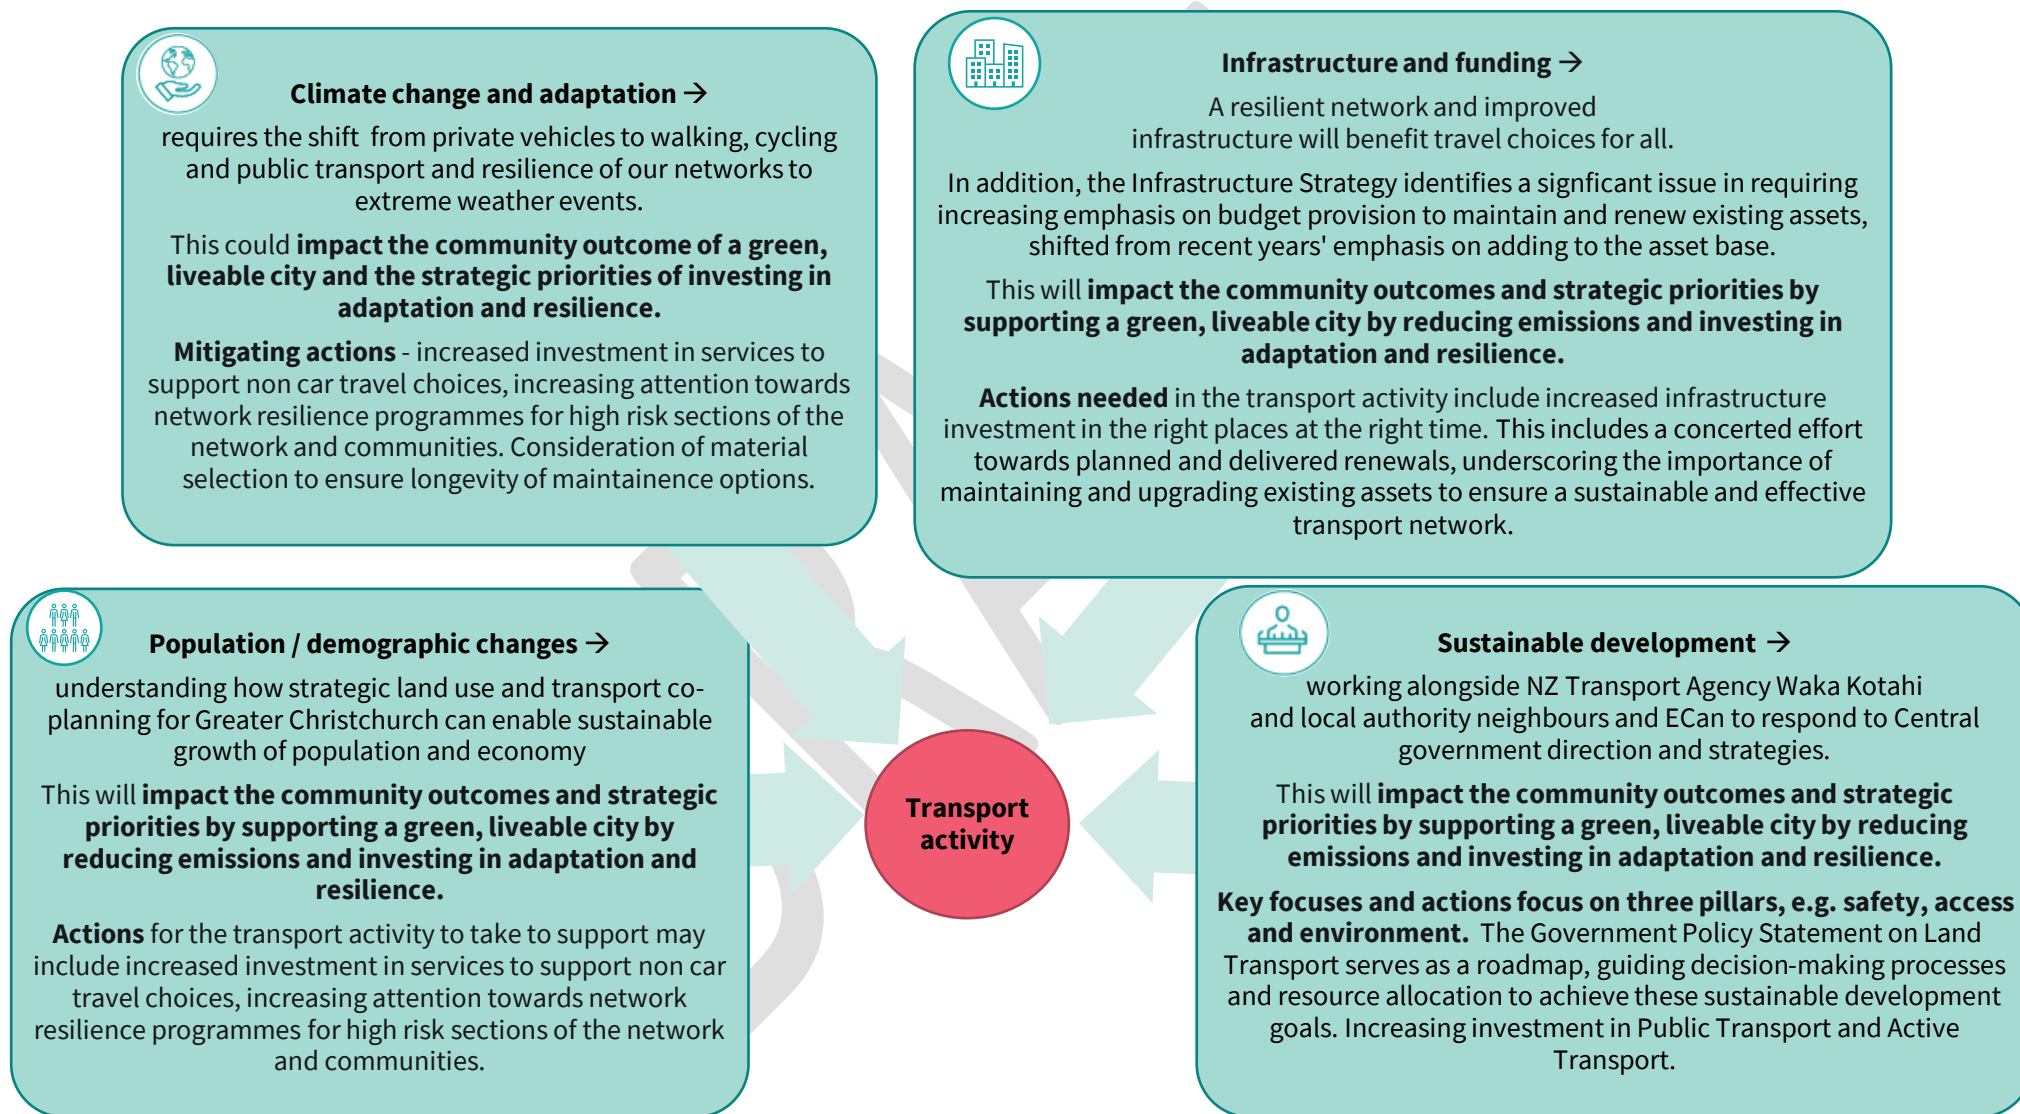 Climate change and adaptation →
requires the shift from private vehicles to walking, cycling
and public transport and resilience of our networks to
extreme weather events.
This could impact the community outcome of a green,
liveable city and the strategic priorities of investing in
adaptation and resilience.
Mitigating actions - increased investment in services to
support non car travel choices, increasing attention towards
network resilience programmes for high risk sections of the
network and communities. Consideration of material
selection to ensure longevity of maintainence options.
Infrastructure and funding →
A resilient network and improved
infrastructure will benefit travel choices for all.
In addition, the Infrastructure Strategy identifies a signficant issue in requiring
increasing emphasis on budget provision to maintain and renew existing assets,
shifted from recent years' emphasis on adding to the asset base.
This will impact the community outcomes and strategic priorities by
supporting a green, liveable city by reducing emissions and investing in
adaptation and resilience.
Actions needed in the transport activity include increased infrastructure
investment in the right places at the right time. This includes a concerted effort
towards planned and delivered renewals, underscoring the importance of
maintaining and upgrading existing assets to ensure a sustainable and effective
transport network.
Population / demographic changes →
understanding how strategic land use and transport co-
planning for Greater Christchurch can enable sustainable
growth of population and economy
This will impact the community outcomes and strategic
priorities by supporting a green, liveable city by
reducing emissions and investing in adaptation and
resilience.
Actions for the transport activity to take to support may
include increased investment in services to support non car
travel choices, increasing attention towards network
resilience programmes for high risk sections of the network
and communities.
Transport
activity
Sustainable development →
working alongside NZ Transport Agency Waka Kotahi
and local authority neighbours and ECan to respond to Central
government direction and strategies.
This will impact the community outcomes and strategic
priorities by supporting a green, liveable city by reducing
emissions and investing in adaptation and resilience.
Key focuses and actions focus on three pillars, e.g. safety, access
and environment. The Government Policy Statement on Land
Transport serves as a roadmap, guiding decision-making processes
and resource allocation to achieve these sustainable development
goals. Increasing investment in Public Transport and Active
Transport.